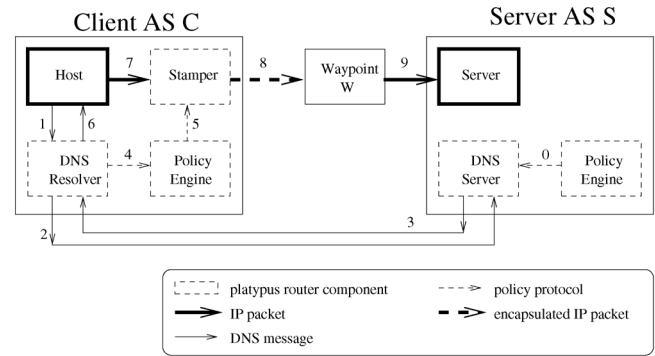 Client AS C
Server AS S
Host
7
Stamper
8
Waypoint
W
9
Server
1
6
5
DNS
Resolver
4
Policy
Engine
DNS
Server
0
Policy
Engine
2
3
platypus router component
IP packet
DNS message
policy protocol
encapsulated IP packet